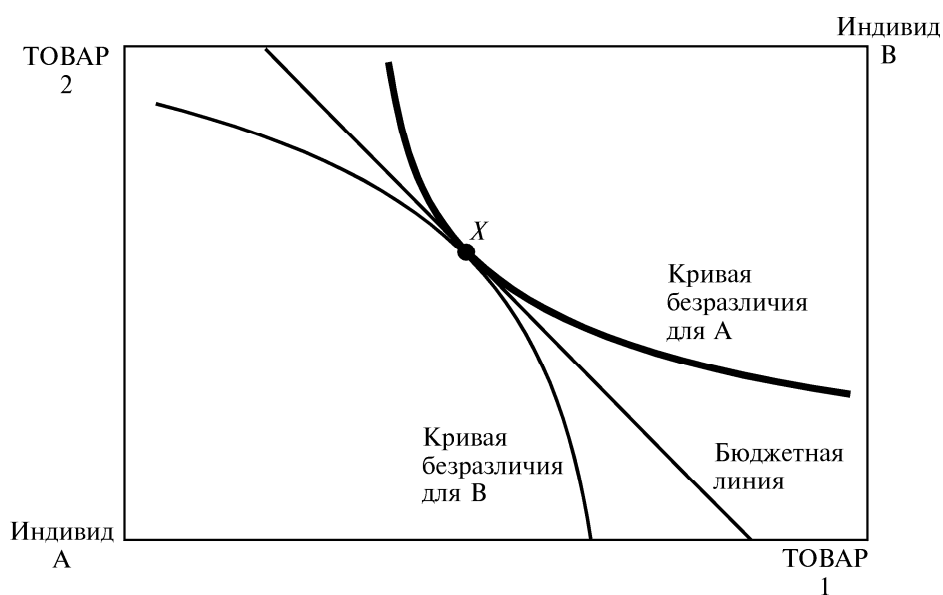 Индивид
B
ТОВАР
2
X
Кривая
безразличия
для A
Кривая
безразличия
для B
Бюджетная
линия
Индивид
A
ТОВАР
1